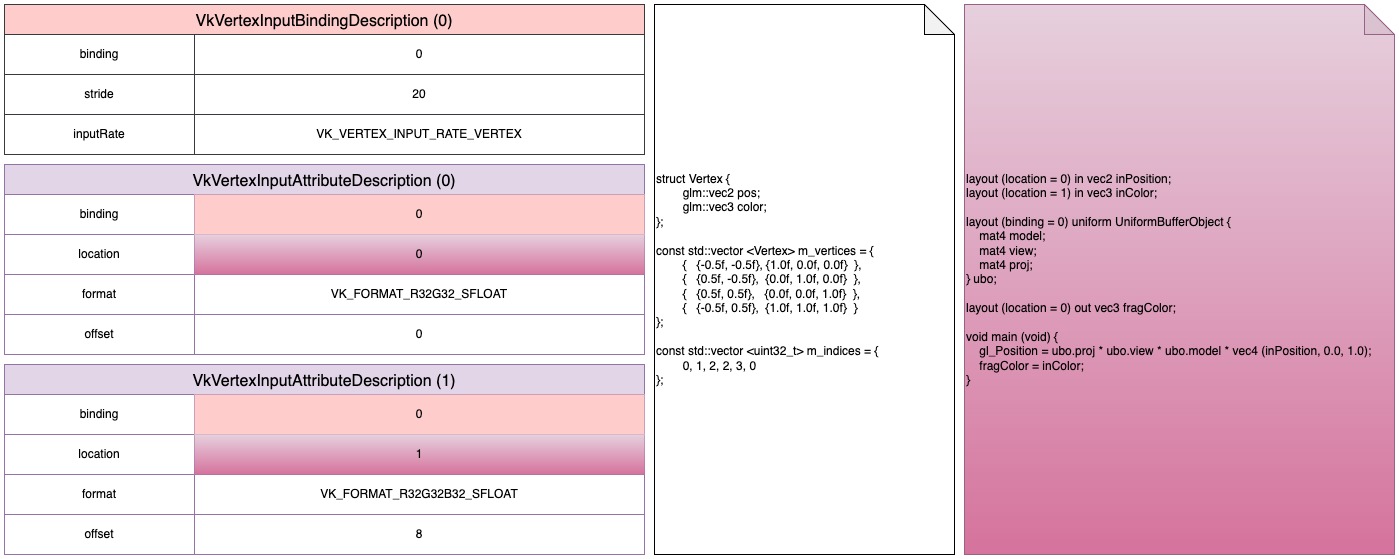 VkVertexInputBindingDescription (0)
binding 0
stride 20
inputRate VK_VERTEX_INPUT_RATE_VERTEX
VkVertexInputAttributeDescription (0)
binding 0
location 0
format VK_FORMAT_R32G32_SFLOAT
offset 0
VkVertexInputAttributeDescription (1)
binding 0
location 1
format VK_FORMAT_R32G32B32_SFLOAT
offset 8
struct Vertex {
glm::vec2 pos;
glm::vec3 color;
};
const std::vector <Vertex> m_vertices = {
{ {-0.5f, -0.5f}, {1.0f, 0.0f, 0.0f} },
{ {0.5f, -0.5f}, {0.0f, 1.0f, 0.0f} },
{ {0.5f, 0.5f}, {0.0f, 0.0f, 1.0f} },
{ {-0.5f, 0.5f}, {1.0f, 1.0f, 1.0f} }
};
const std::vector <uint32_t> m_indices = {
0, 1, 2, 2, 3, 0
};
layout (location = 0) in vec2 inPosition;
layout (location = 1) in vec3 inColor;
layout (binding = 0) uniform UniformBufferObject {
mat4 model;
mat4 view;
mat4 proj;
} ubo;
layout (location = 0) out vec3 fragColor;
void main (void) {
gl_Position = ubo.proj * ubo.view * ubo.model * vec4 (inPosition, 0.0, 1.0);
fragColor = inColor;
}